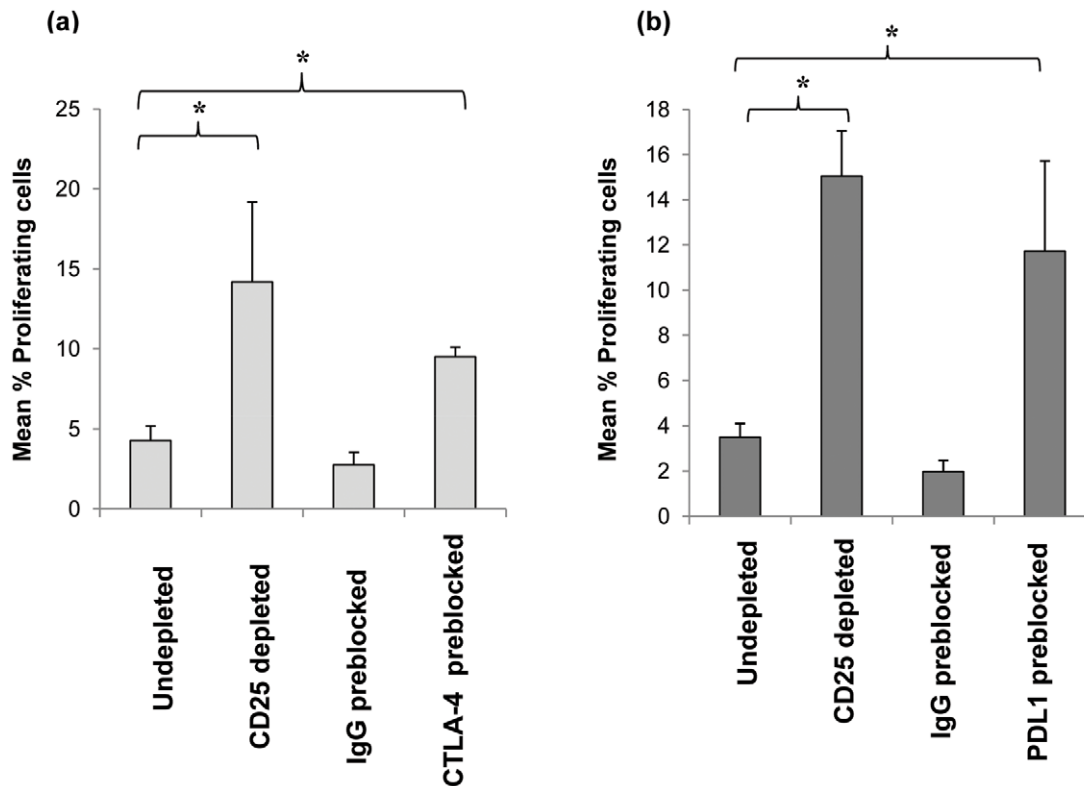 (a)
*
*
25
20
15
10
5
0
Mean % Proliferating cells
Undepleted
CD25 depleted
IgG preblocked
CTLA-4 preblocked
(b)
*
*
18
16
14
12
10
8
6
4
2
0
Mean % Proliferating cells
Undepleted
CD25 depleted
IgG preblocked
PDL1 preblocked